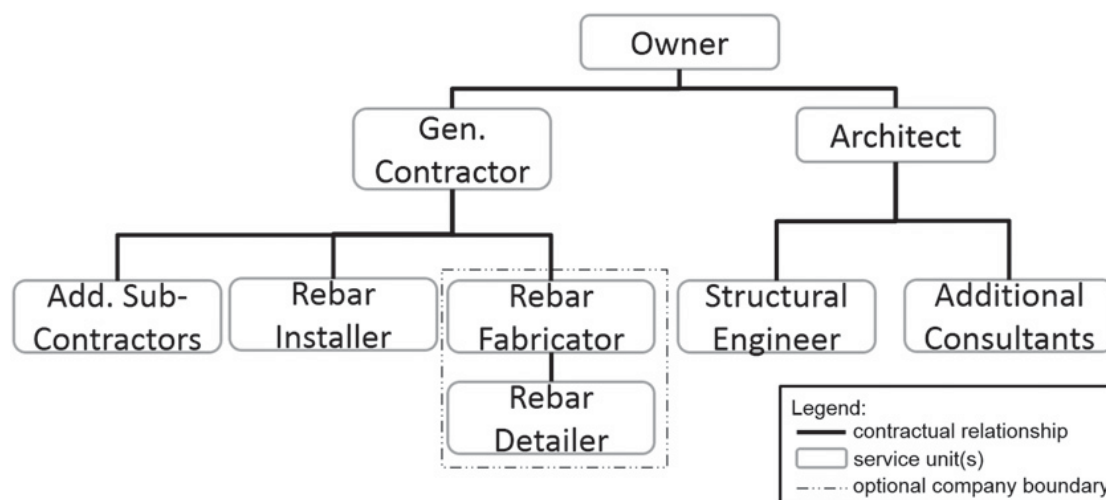 Owner
Gen.
Contractor
Architect
Add. Sub-
Contractors
Rebar
Installer
Rebar
Fabricator
Structural
Engineer
Additional
Consultants
Rebar
Detailer
Legend:
contractual relationship
service unit(s)
optional company boundary